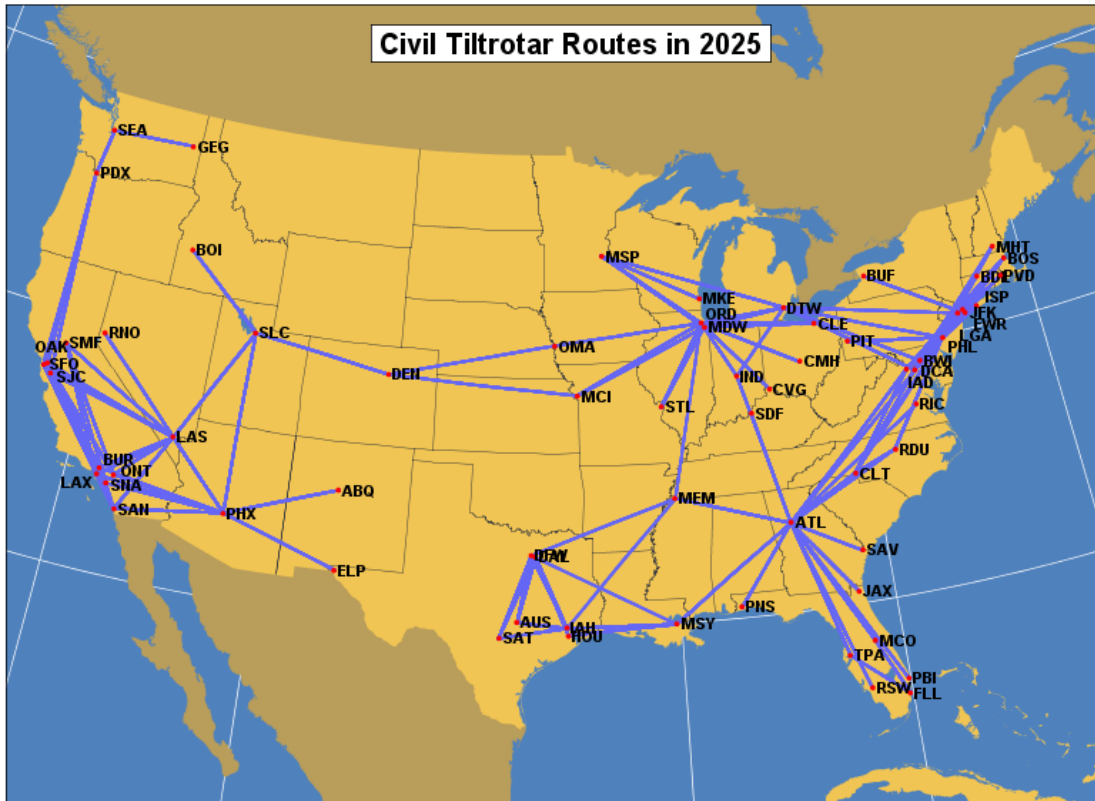 Civil Tiltrotar Routes in 2025
SEA
GEG
PDX
MHT
BOS
BOI
MSP
BUF
BDL
PVD
MKE
ISP
ORD
DTW
JFK
MDW
CLE
EWR
RNO
SLC
LGA
OAK
SMF
OMA
PIT
PHL
SFO
CMH
BWI
SJC
DEN
IND
DCA
IAD
CVG
MCI
STL
RIC
SDF
LAS
RDU
BUR
ONT
CLT
LAX
SNA
ABQ
MEM
SAN
PHX
ATL
SAV
DFW
DAL
ELP
JAX
PNS
AUS
IAH
MSY
SAT
HOU
MCO
TPA
PBI
RSW
FLL